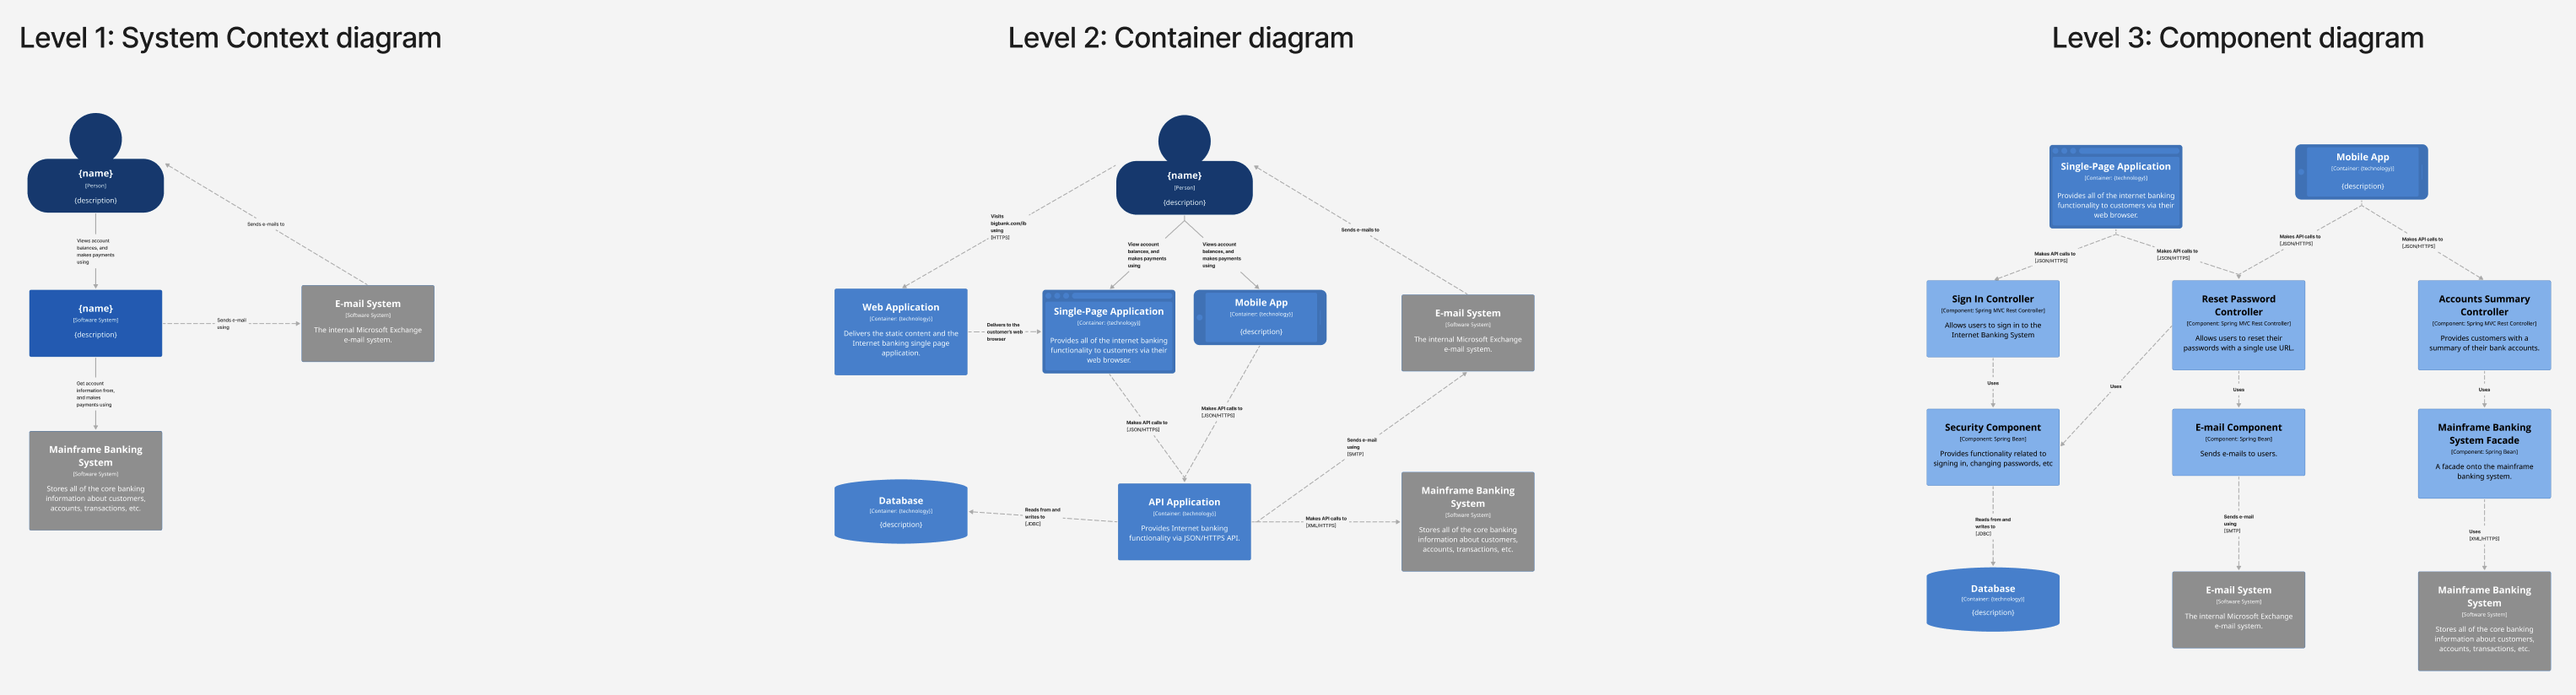 Level 1: System Context diagram
{name}
[Person]
{description}
Sends e-mails to
Views account
balances, and
makes payments
using
{name}
[Software System]
{description}
Sends e-mail
using
E-mail System
[Software System]
The internal Microsoft Exchange
e-mail system.
Get account
information from,
and makes
payments using
Mainframe Banking
System
[Software System]
Stores all of the core banking
information about customers,
accounts, transactions, etc.
Level 2: Container diagram
{name}
[Person]
{description}
Visits
bigbank.com/ib
using
[HTTPS]
View account
balances, and
makes payments
using
Views account
balances, and
makes payments
using
Sends e-mails to
Web Application
[Container: {technology}]
Delivers the static content and the
Internet banking single page
application.
Delivers to the
customer's web
browser
Single-Page Application
[Container: {technology}]
Provides all of the internet banking
functionality to customers via their
web browser.
Mobile App
[Container: {technology}]
{description}
E-mail System
[Software System]
The internal Microsoft Exchange
e-mail system.
Makes API calls to
[JSON/HTTPS]
Makes API calls to
[JSON/HTTPS]
Sends e-mail
using
[SMTP]
Database
[Container: {technology}]
{description}
Reads from and
writes to
[JDBC]
API Application
[Container: {technology}]
Provides Internet banking
functionality via JSON/HTTPS API.
Makes API calls to
[XML/HTTPS]
Mainframe Banking
System
[Software System]
Stores all of the core banking
information about customers,
accounts, transactions, etc.
Level 3: Component diagram
Single-Page Application
[Container: {technology}]
Provides all of the internet banking
functionality to customers via their
web browser.
Mobile App
[Container: {technology}]
{description}
Makes API calls to
[JSON/HTTPS]
Makes API calls to
[JSON/HTTPS]
Makes API calls to
[JSON/HTTPS]
Makes API calls to
[JSON/HTTPS]
Sign In Controller
[Component: Spring MVC Rest Controller]
Allows users to sign in to the
Internet Banking System
Reset Password
Controller
[Component: Spring MVC Rest Controller]
Allows users to reset their
passwords with a single use URL.
Accounts Summary
Controller
[Component: Spring MVC Rest Controller]
Provides customers with a
summary of their bank accounts.
Uses
Uses
Uses
Uses
Security Component
[Component: Spring Bean]
Provides functionality related to
signing in, changing passwords, etc
E-mail Component
[Component: Spring Bean]
Sends e-mails to users.
Mainframe Banking
System Facade
[Component: Spring Bean]
A facade onto the mainframe
banking system.
Reads from and
writes to
[JDBC]
Sends e-mail
using
[SMTP]
Uses
[XML/HTTPS]
Database
[Container: {technology}]
{description}
E-mail System
[Software System]
The internal Microsoft Exchange
e-mail system.
Mainframe Banking
System
[Software System]
Stores all of the core banking
information about customers,
accounts, transactions, etc.